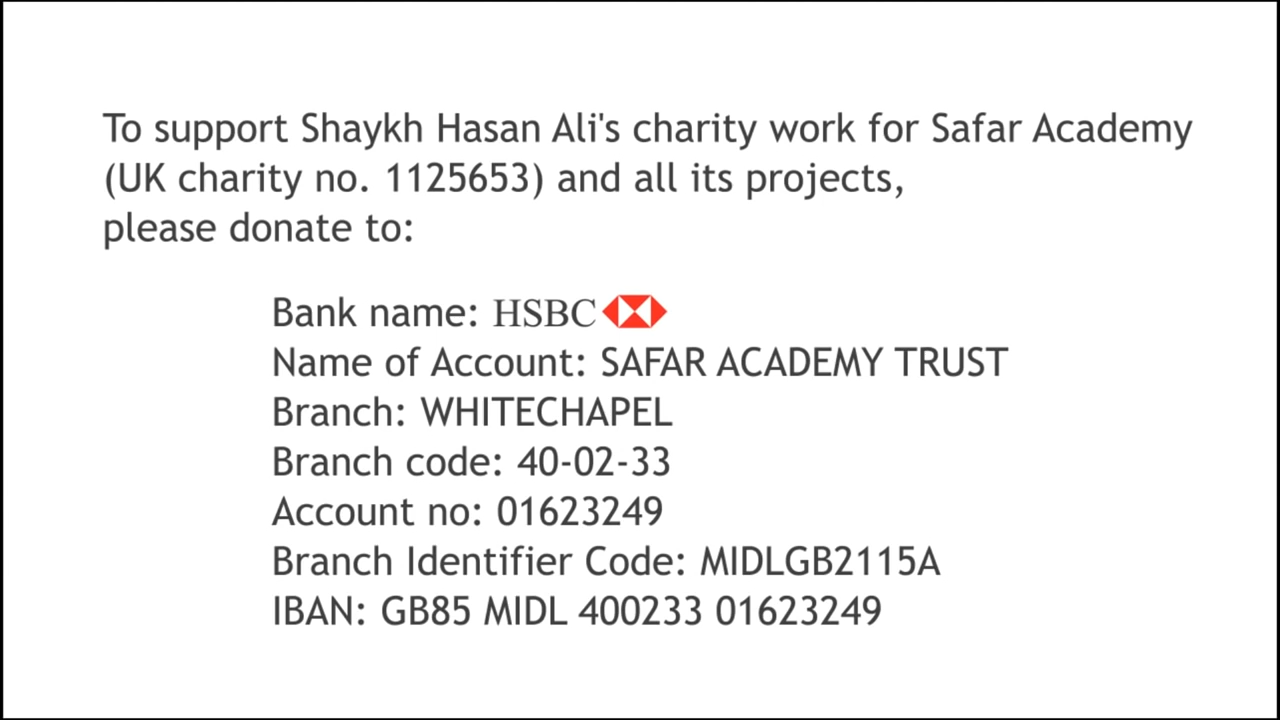 To support Shaykh Hasan Ali's charity work for Safar Academy
(UK charity no. 1125653) and all its projects,
please donate to:
Bank name: HSBC
Name of Account: SAFAR ACADEMY TRUST
Branch: WHITECHAPEL
Branch code: 40-02-33
Account no: 01623249
Branch Identifier Code: MIDLGB2115A
IBAN: GB85 MIDL 400233 01623249